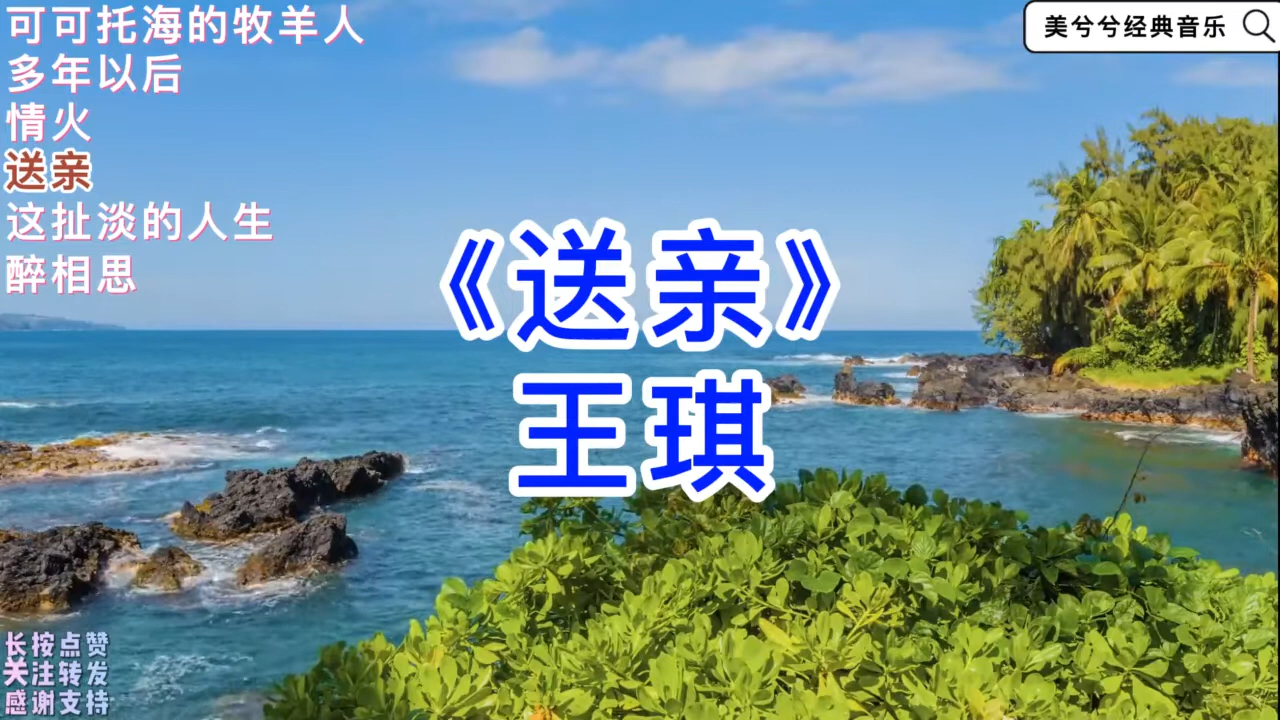 可可托海的牧羊人
多年以后
情火
送亲
这扯淡的人生
醉相思
美兮兮经典音乐
《送亲》
王琪
长按点赞
关注转发
感谢支持